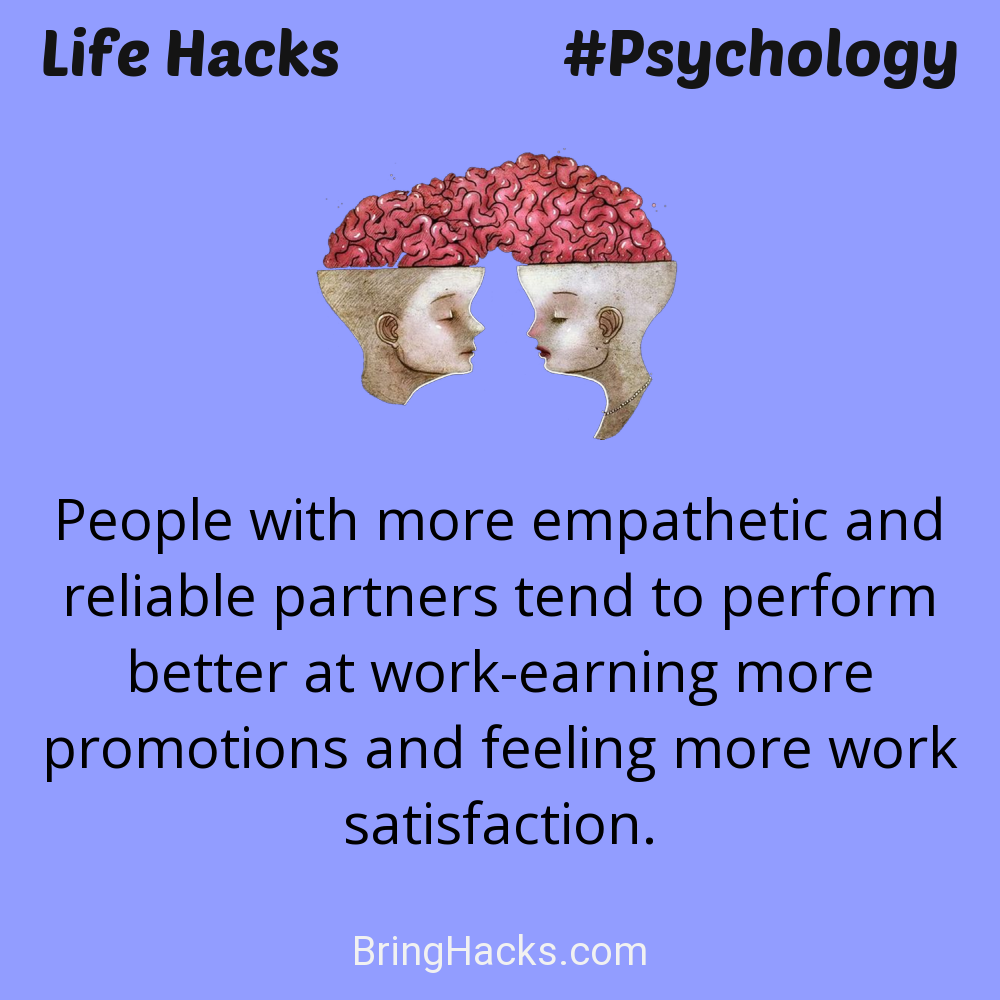 Life Hacks
#Psychology
People with more empathetic and
reliable partners tend to perform
better at work-earning more
promotions and feeling more work
satisfaction.
BringHacks.com